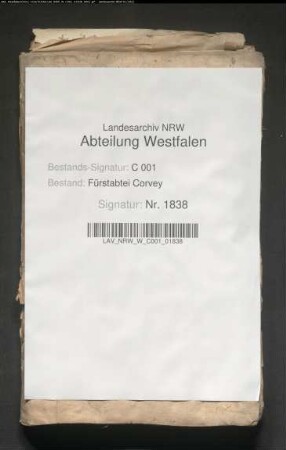 Landesarchiv NRW
Abteilung Westfalen
Bestands-Signatur: C 001
Bestand: Fürstabtei Corvey
Signatur: Nr. 1838
LAV_NRW_W_C001_01838